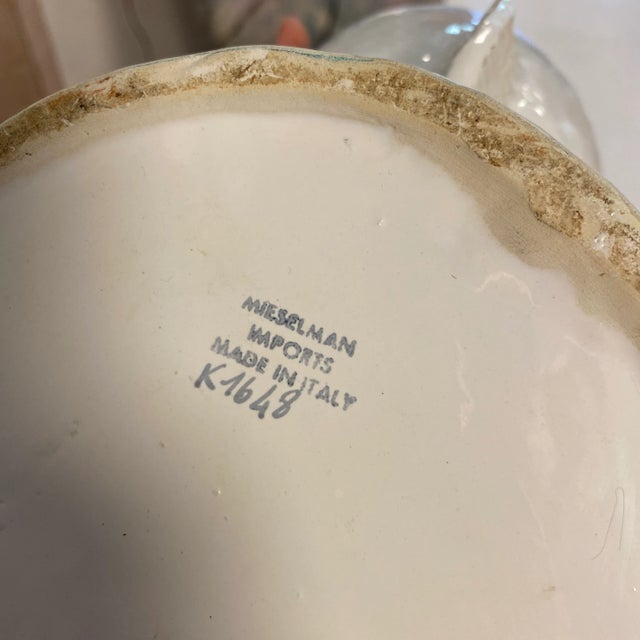 MIESELMAN
IMPORTS
MADE IN ITALY
K1648